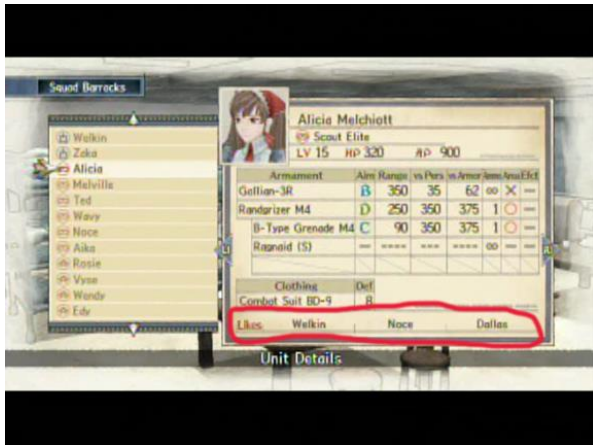 Squad Barracks
Welkin
Zaka
Alicia
Melville
Ted
Wavy
Noce
Aika
Rosie
Vyse
Wendy
Edy
Alicia Melchiott
Scout Elite
LV 15 HP 320 AP 900
Armament Aim Range vs Pers vs Armor Ammo Area Efct
Gallian-3R B 350 35 62 ∞ X ---
Randgrizer M4 D 250 350 375 1 O ---
B-Type Grenade M4 C 90 350 375 1 O ---
Ragnaid (S) --- ---- ---- ---- ∞ --- ---
Clothing Def
Combat Suit BD-9 8
Likes Welkin Noce Dallas
Unit Details